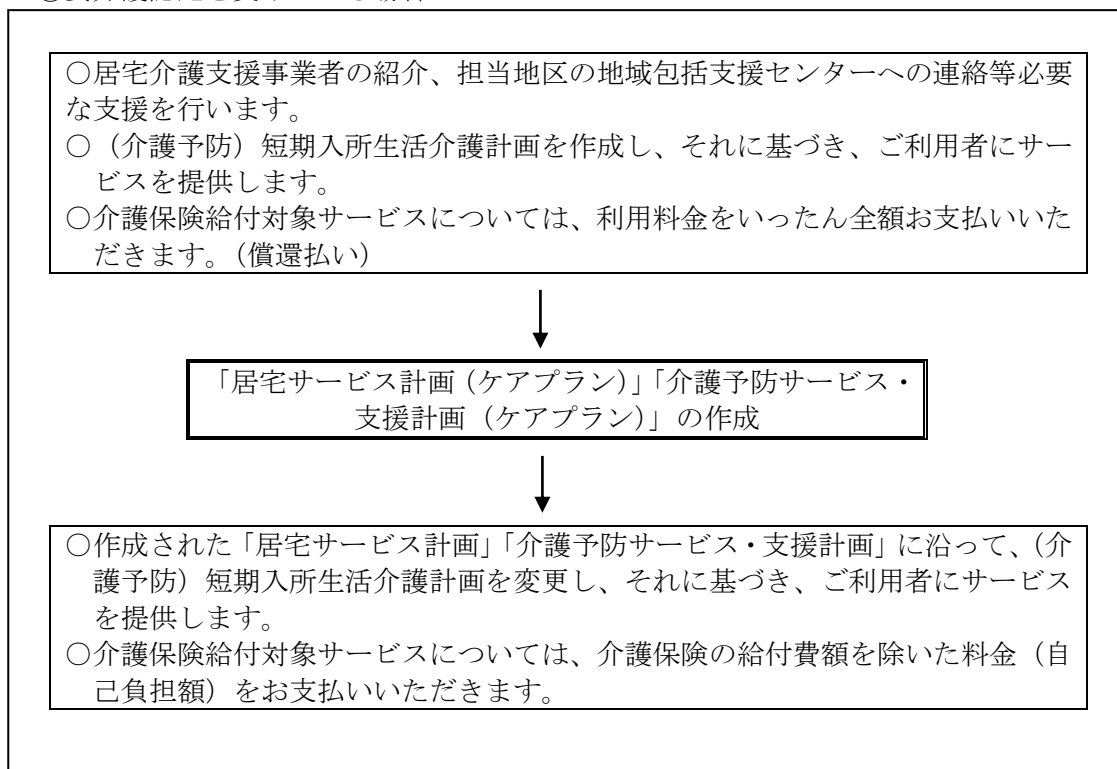 ○居宅介護支援事業者の紹介、担当地区の地域包括支援センターへの連絡等必要
な支援を行います。
○（介護予防）短期入所生活介護計画を作成し、それに基づき、ご利用者にサー
ビスを提供します。
○介護保険給付対象サービスについては、利用料金をいったん全額お支払いいた
だきます。（償還払い）
「居宅サービス計画（ケアプラン）」「介護予防サービス・
支援計画（ケアプラン）」の作成
○作成された「居宅サービス計画」「介護予防サービス・支援計画」に沿って、（介
護予防）短期入所生活介護計画を変更し、それに基づき、ご利用者にサービス
を提供します。
○介護保険給付対象サービスについては、介護保険の給付費額を除いた料金（自
己負担額）をお支払いいただきます。